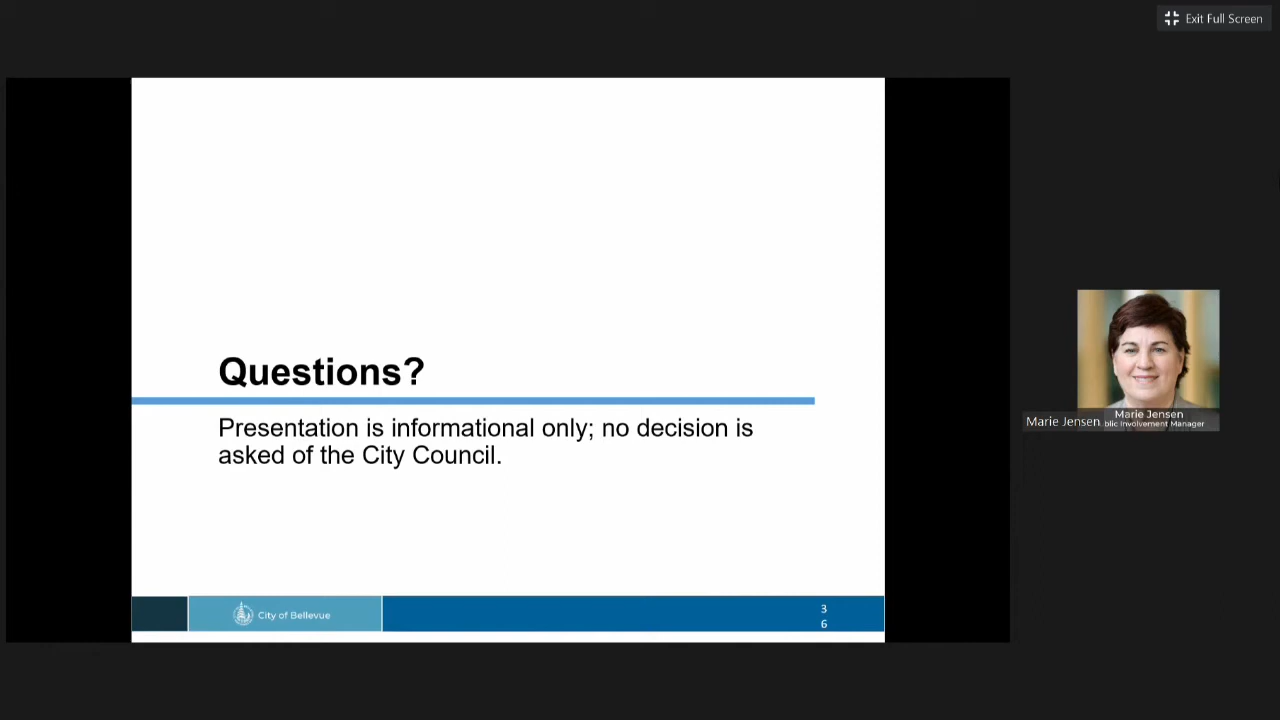 Exit Full Screen
Questions?
Presentation is informational only; no decision is
asked of the City Council.
Marie Jensen
Marie Jensen
blic Involvement Manager
City of Bellevue
3
6